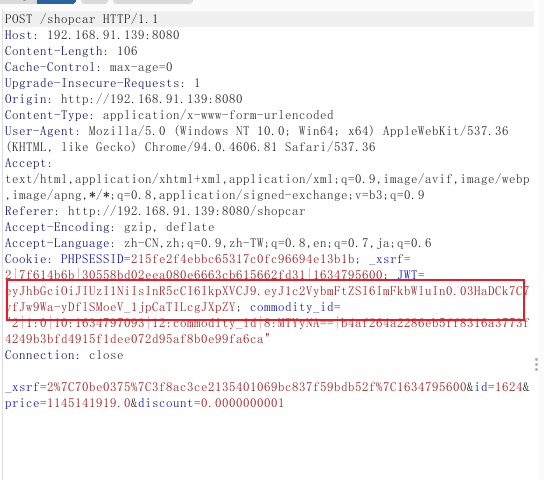 POST /shopcar HTTP/1.1
Host: 192.168.91.139:8080
Content-Length: 106
Cache-Control: max-age=0
Upgrade-Insecure-Requests: 1
Origin: http://192.168.91.139:8080
Content-Type: application/x-www-form-urlencoded
User-Agent: Mozilla/5.0 (Windows NT 10.0; Win64; x64) AppleWebKit/537.36
(KHTML, like Gecko) Chrome/94.0.4606.81 Safari/537.36
Accept:
text/html,application/xhtml+xml,application/xml;q=0.9,image/avif,image/webp
,image/apng,*/*;q=0.8,application/signed-exchange;v=b3;q=0.9
Referer: http://192.168.91.139:8080/shopcar
Accept-Encoding: gzip, deflate
Accept-Language: zh-CN,zh;q=0.9,zh-TW;q=0.8,en;q=0.7,ja;q=0.6
Cookie: PHPSESSID=215fe2f4ebbc65317c0fc96694e13b1b; _xsrf=
2|7f614b6b|30558bd02eea080e6663cb615662fd31|1634795600; JWT=
eyJhbGciOiJIUzI1NiIsInR5cCI6IkpXVCJ9.eyJ1c2VybmFtZSI6ImFkbWluIn0.03HaDCk7C7
yfJw9Wa-yDflSMoeV_1jpCaTILcgJXpZY; commodity_id=
"2|1:0|10:1634797093|12:commodity_id|8:MTYyNA==|b4af264a2286eb5ff8316a3773f
4249b3bfd4915f1dee072d95af8b0e99fa6ca"
Connection: close
_xsrf=2%7C70be0375%7C3f8ac3ce2135401069bc837f59bdb52f%7C1634795600&id=1624&
price=1145141919.0&discount=0.0000000001